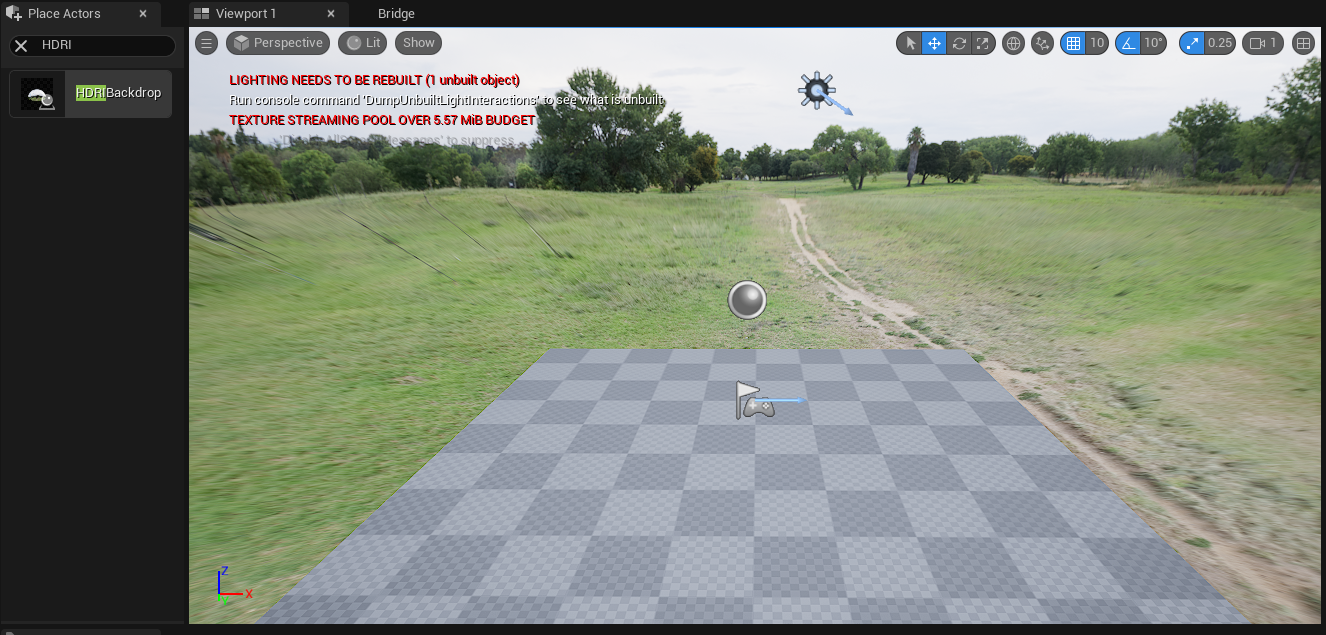 Place Actors
Viewport 1
Bridge
HDRI
Perspective
Lit
Show
10
10°
0.25
1
HDRI Backdrop
LIGHTING NEEDS TO BE REBUILT (1 unbuilt object)
Run console command 'DumpUnbuiltLightInteractions' to see what is unbuilt
TEXTURE STREAMING POOL OVER 5.57 MiB BUDGET
Messages' to suppress
Z
X